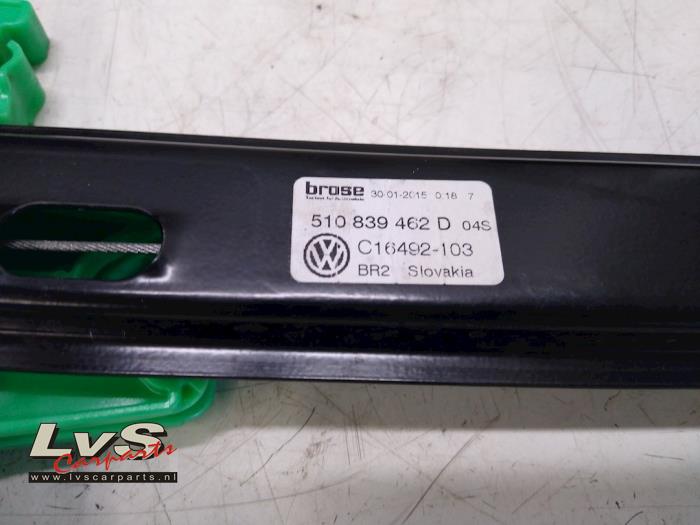 brose 30-01-2015 0.18 7
510 839 462 D 04S
C16492-103
BR2 Slovakia
LvS
Carparts
www.lvscarparts.nl